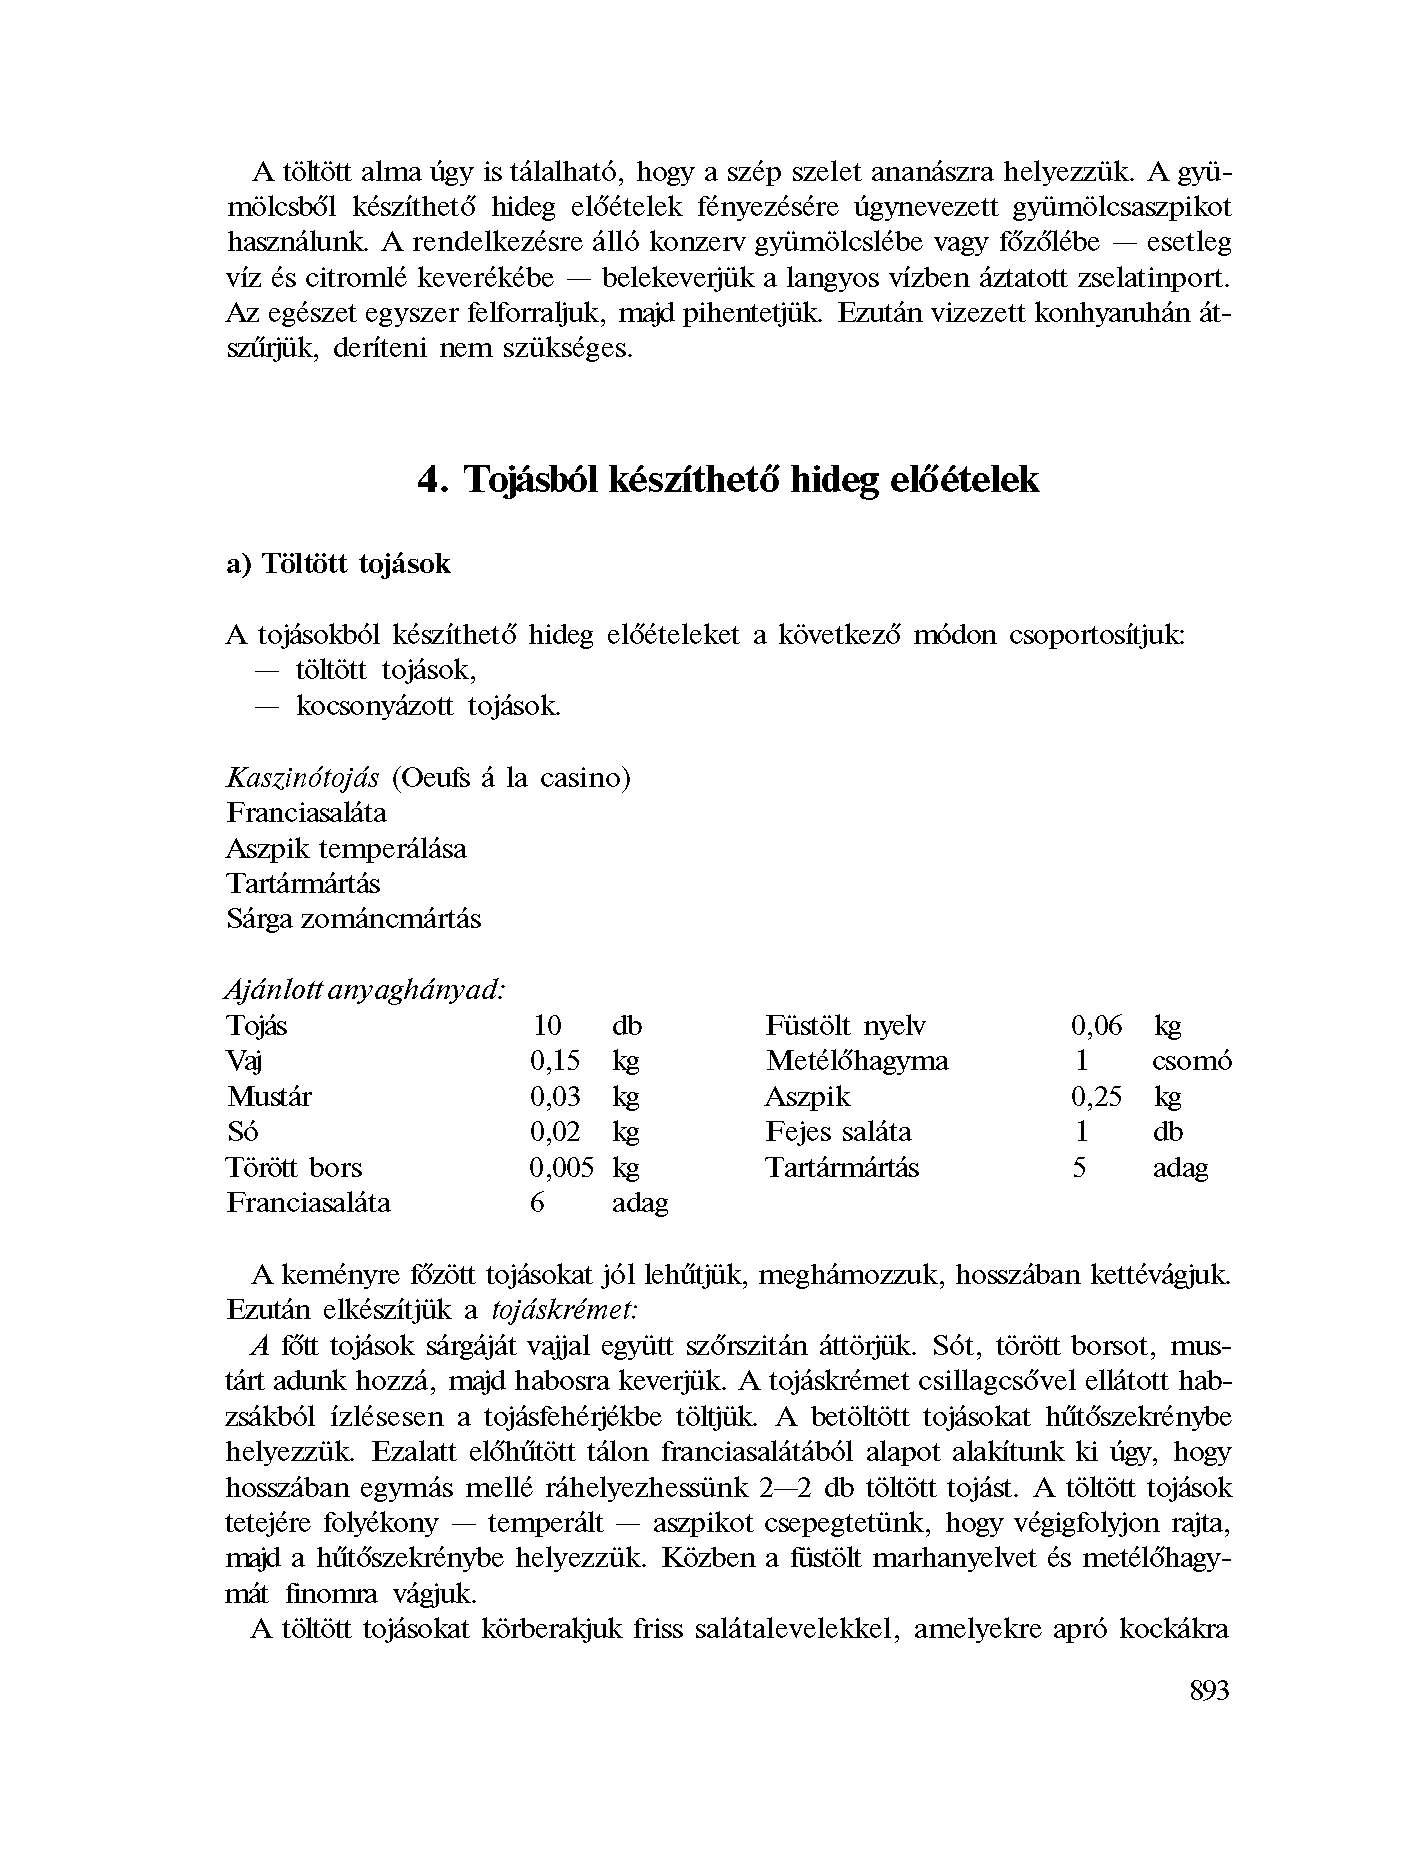 A töltött alma úgy is tálalható, hogy a szép szelet ananászra helyezzük. A gyü-
mölcsből készíthető hideg előételek fényezésére úgynevezett gyümölcsaszpikot
használunk. A rendelkezésre álló konzerv gyümölcslébe vagy főzőlébe — esetleg
víz és citromlé keverékébe — belekeverjük a langyos vízben áztatott zselatinport.
Az egészet egyszer felforraljuk, majd pihentetjük. Ezután vizezett konhyaruhán át-
szűrjük, deríteni nem szükséges.
4. Tojásból készíthető hideg előételek
a) Töltött tojások
A tojásokból készíthető hideg előételeket a következő módon csoportosítjuk:
— töltött tojások,
— kocsonyázott tojások.
Kaszinótojás (Oeufs á la casino)
Franciasaláta
Aszpik temperálása
Tartármártás
Sárga zománcmártás
Ajánlott anyaghányad:
Tojás 10 db Füstölt nyelv 0,06 kg
Vaj 0,15 kg Metélőhagyma 1 csomó
Mustár 0,03 kg Aszpik 0,25 kg
Só 0,02 kg Fejes saláta 1 db
Törött bors 0,005 kg Tartármártás 5 adag
Franciasaláta 6 adag
A keményre főzött tojásokat jól lehűtjük, meghámozzuk, hosszában kettévágjuk.
Ezután elkészítjük a tojáskrémet:
A főtt tojások sárgáját vajjal együtt szőrszitán áttörjük. Sót, törött borsot, mus-
tárt adunk hozzá, majd habosra keverjük. A tojáskrémet csillagcsővel ellátott hab-
zsákból ízlésesen a tojásfehérjékbe töltjük. A betöltött tojásokat hűtőszekrénybe
helyezzük. Ezalatt előhűtött tálon franciasalátából alapot alakítunk ki úgy, hogy
hosszában egymás mellé ráhelyezhessünk 2—2 db töltött tojást. A töltött tojások
tetejére folyékony — temperált — aszpikot csepegtetünk, hogy végigfolyjon rajta,
majd a hűtőszekrénybe helyezzük. Közben a füstölt marhanyelvet és metélőhagy-
mát finomra vágjuk.
A töltött tojásokat körberakjuk friss salátalevelekkel, amelyekre apró kockákra
893